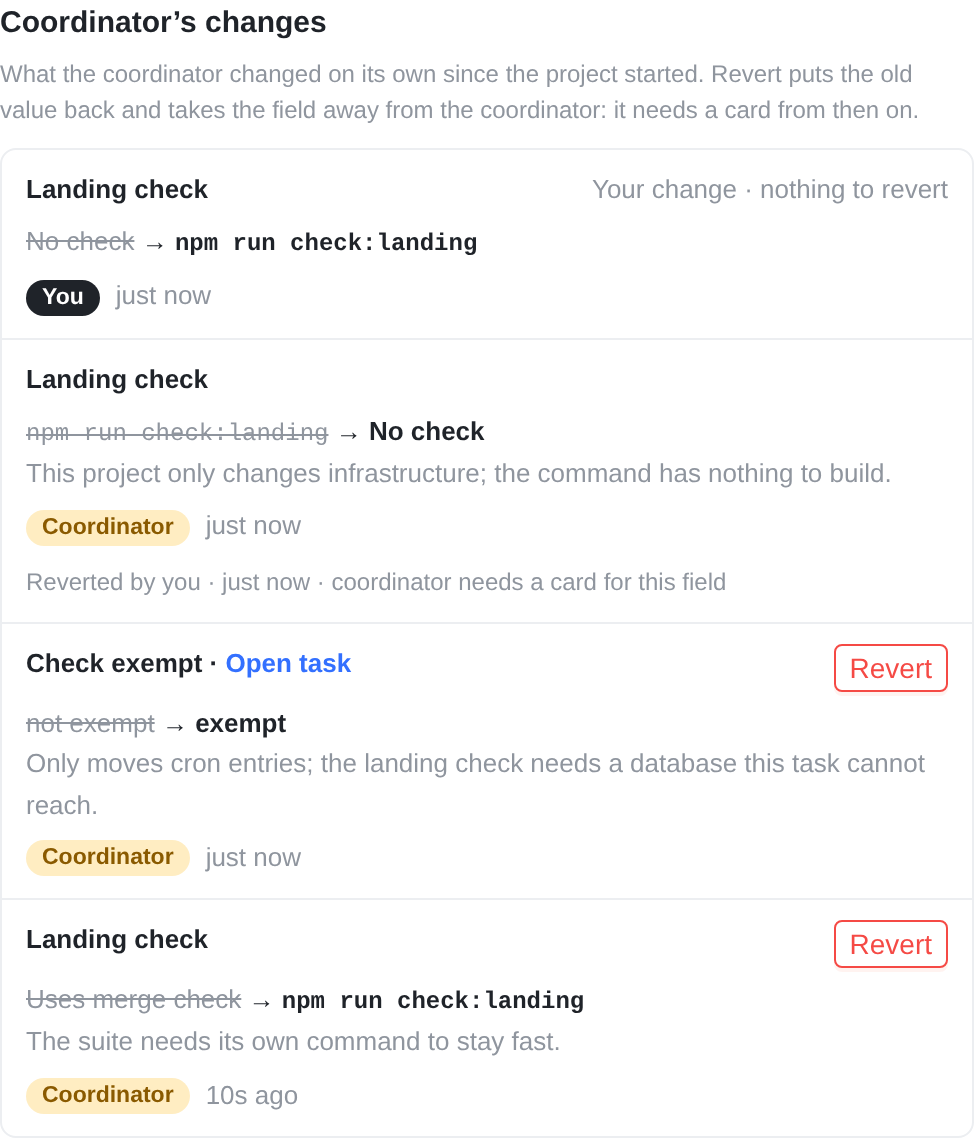 Coordinator’s changes
What the coordinator changed on its own since the project started. Revert puts the old
value back and takes the field away from the coordinator: it needs a card from then on.
Landing check
Your change · nothing to revert
No check → npm run check:landing
You just now
Landing check
npm run check:landing → No check
This project only changes infrastructure; the command has nothing to build.
Coordinator just now
Reverted by you · just now · coordinator needs a card for this field
Check exempt · Open task
Revert
not exempt → exempt
Only moves cron entries; the landing check needs a database this task cannot
reach.
Coordinator just now
Landing check
Revert
Uses merge check → npm run check:landing
The suite needs its own command to stay fast.
Coordinator 10s ago